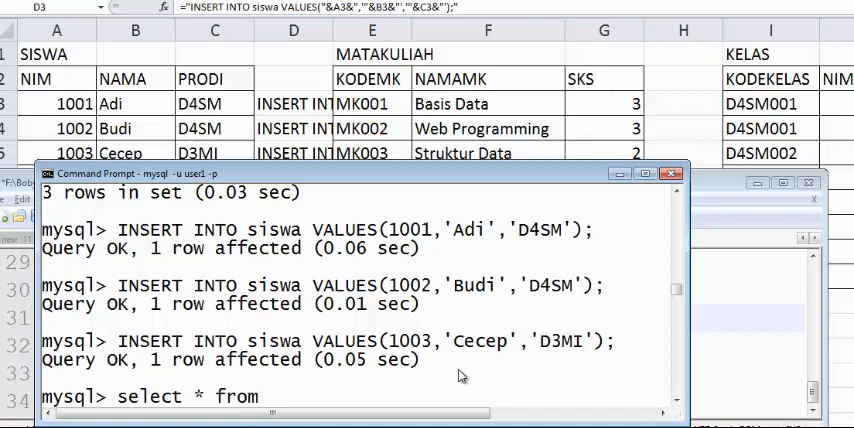 D3 fx ="INSERT INTO siswa VALUES("&A3&",'"&B3&"','"&C3&"');"
A B C D E F G H I
1 SISWA MATAKULIAH KELAS
2 NIM NAMA PRODI KODEMK NAMAMK SKS KODEKELAS NIM
3 1001 Adi D4SM INSERT INT MK001 Basis Data 3 D4SM001
4 1002 Budi D4SM INSERT INT MK002 Web Programming 3 D4SM001
5 1003 Cecep D3MI INSERT INT MK003 Struktur Data 2 D4SM002
Command Prompt - mysql -u user1 -p
*F:\Boby
Edit
new 11
29
30
31
32
33
34
3 rows in set (0.03 sec)
mysql> INSERT INTO siswa VALUES(1001,'Adi','D4SM');
Query OK, 1 row affected (0.06 sec)
mysql> INSERT INTO siswa VALUES(1002,'Budi','D4SM');
Query OK, 1 row affected (0.01 sec)
mysql> INSERT INTO siswa VALUES(1003,'Cecep','D3MI');
Query OK, 1 row affected (0.05 sec)
mysql> select * from